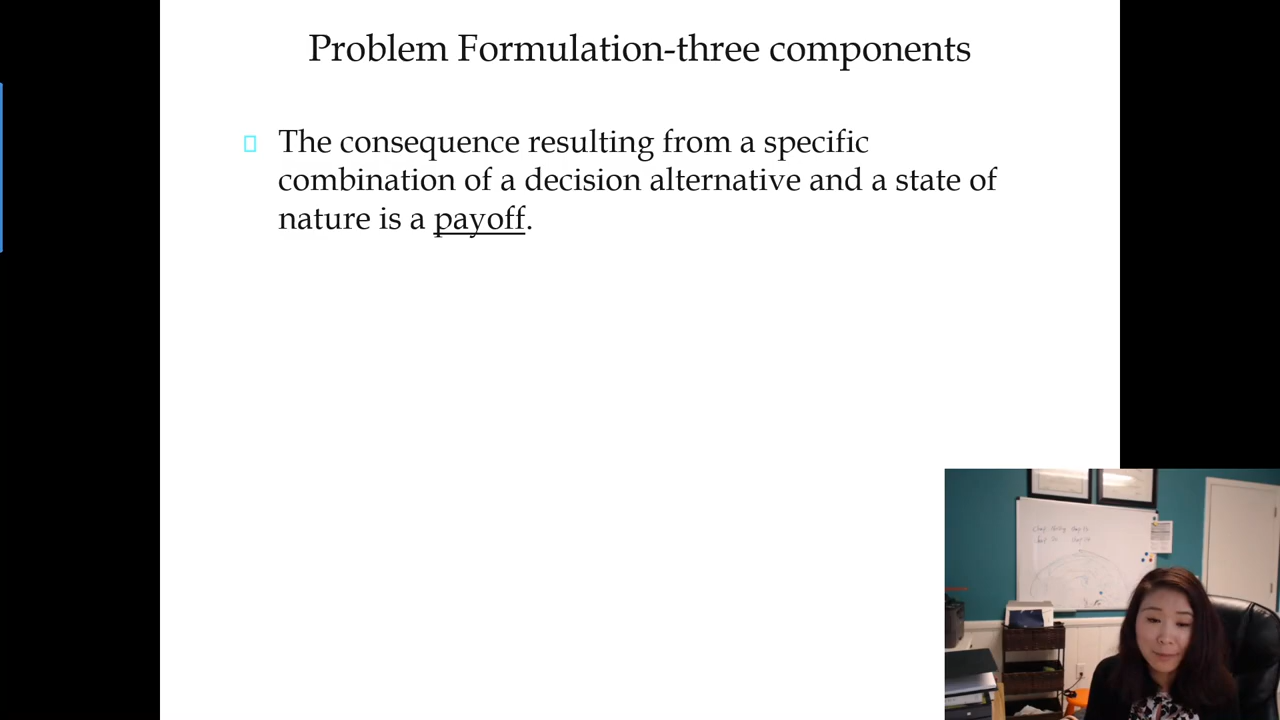 Problem Formulation-three components
The consequence resulting from a specific
combination of a decision alternative and a state of
nature is a payoff.